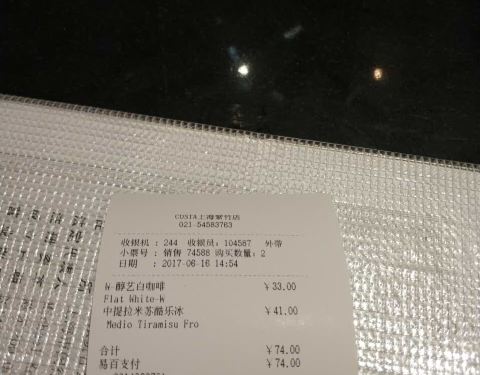 COSTA上海紫竹店
021-54583763
收银机 : 244 收银员: 104587 外带
小票号 : 销售 74588 购买数量: 2
日期 : 2017-06-16 14:54
W-醇艺白咖啡 ￥33.00
Flat White-W
中提拉米苏酷乐冰 ￥41.00
Medio Tiramisu Fro
合计 ￥74.00
易百支付 ￥74.00